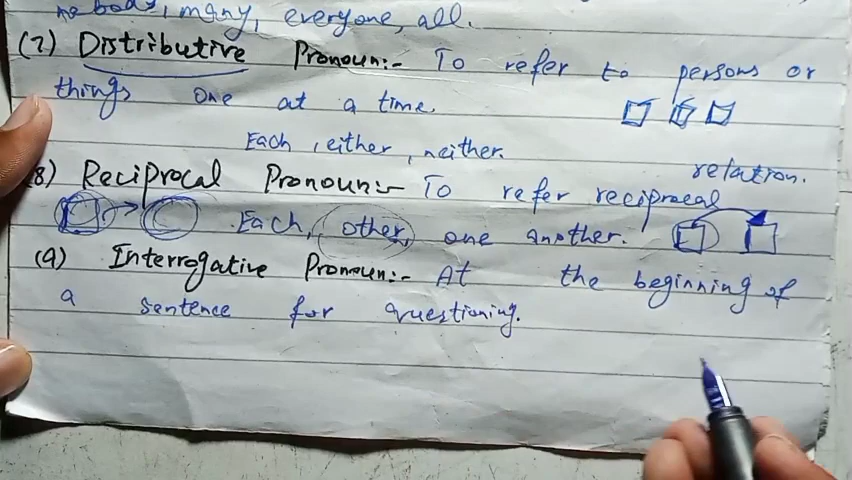 no body, many, everyone, all.
(7) Distributive Pronoun:- To refer to persons or
things one at a time.
Each, either, neither.
(8) Reciprocal Pronoun:- To refer reciprocal relation.
Each, other, one another.
(9) Interrogative Pronoun:- At the beginning of
a sentence for questioning.